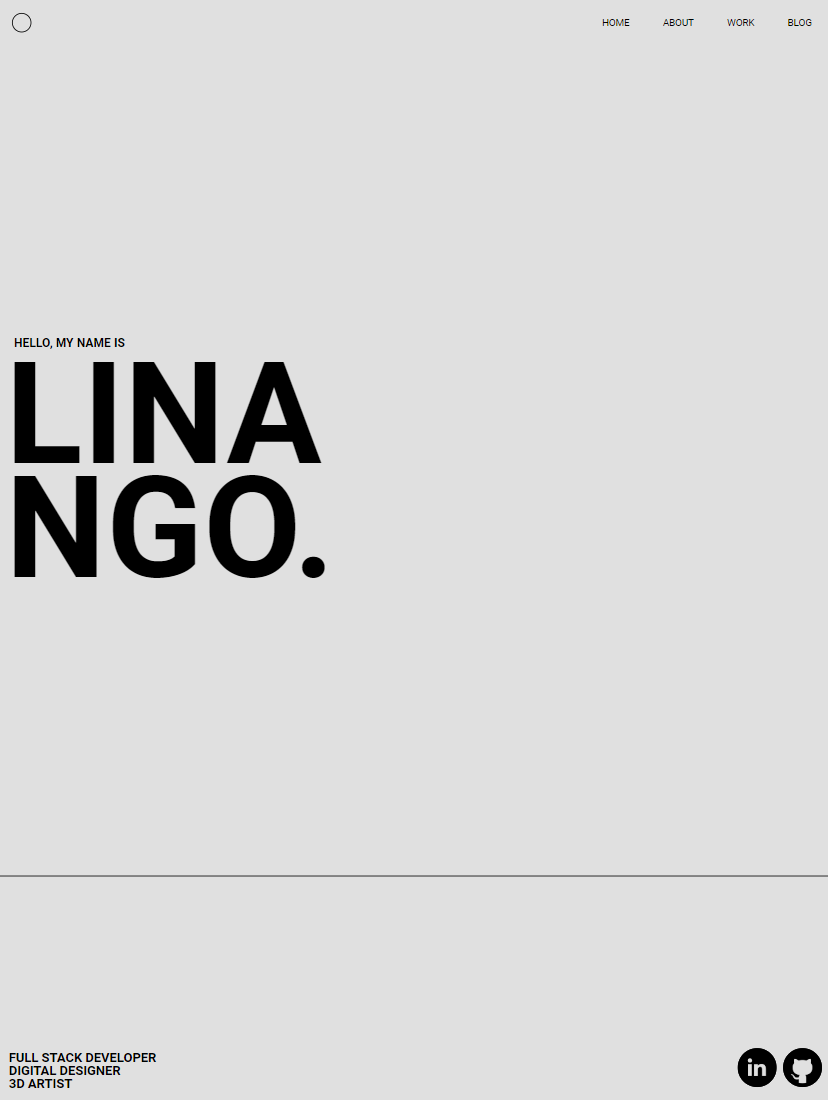 HOME ABOUT WORK BLOG
HELLO, MY NAME IS
LINA
NGO.
FULL STACK DEVELOPER
DIGITAL DESIGNER
3D ARTIST
in